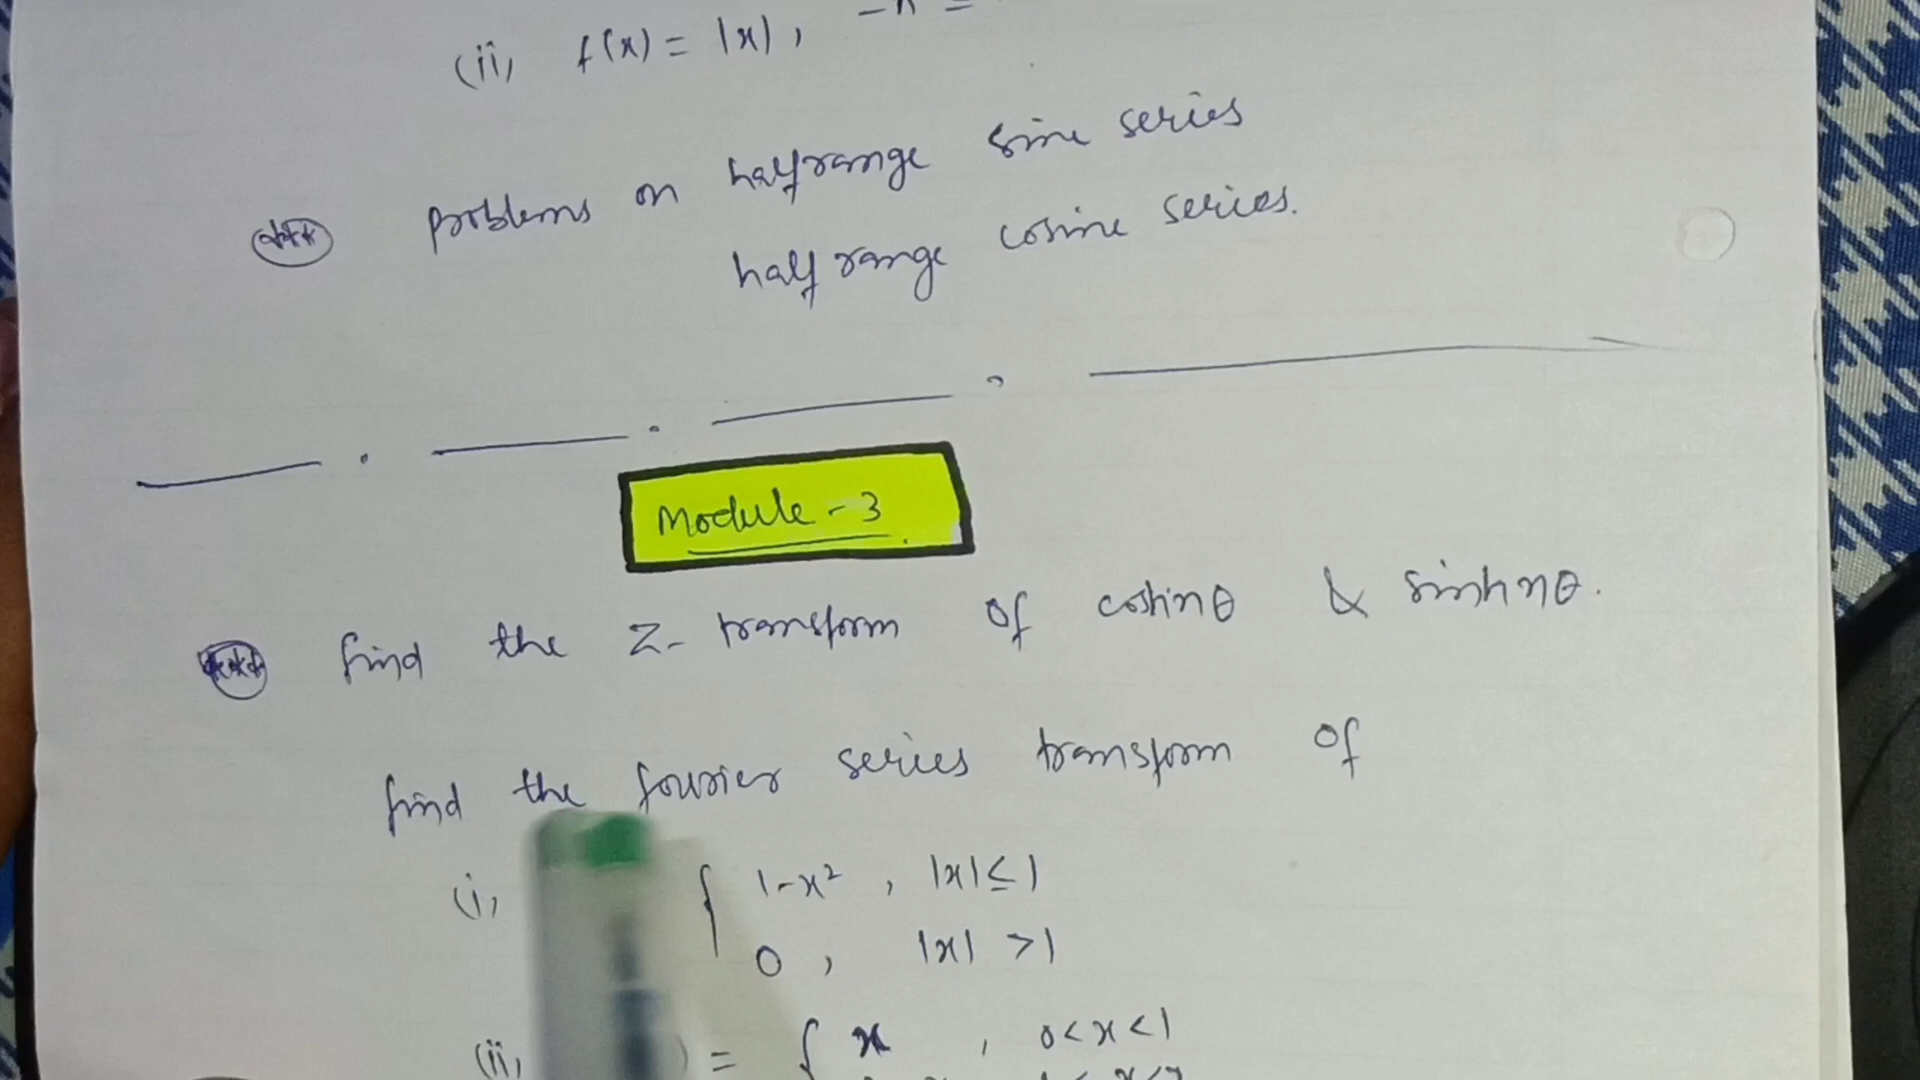 (ii) f(x) = |x| ,
*** problems on halfrange sine series
half range cosine series.
Module - 3
*** find the Z- transform of coshnθ & sinhnθ.
find the fourier series transform of
(i) { 1-x² , |x| ≤ 1
0 , |x| > 1
(ii) ) = { x , 0<x<1